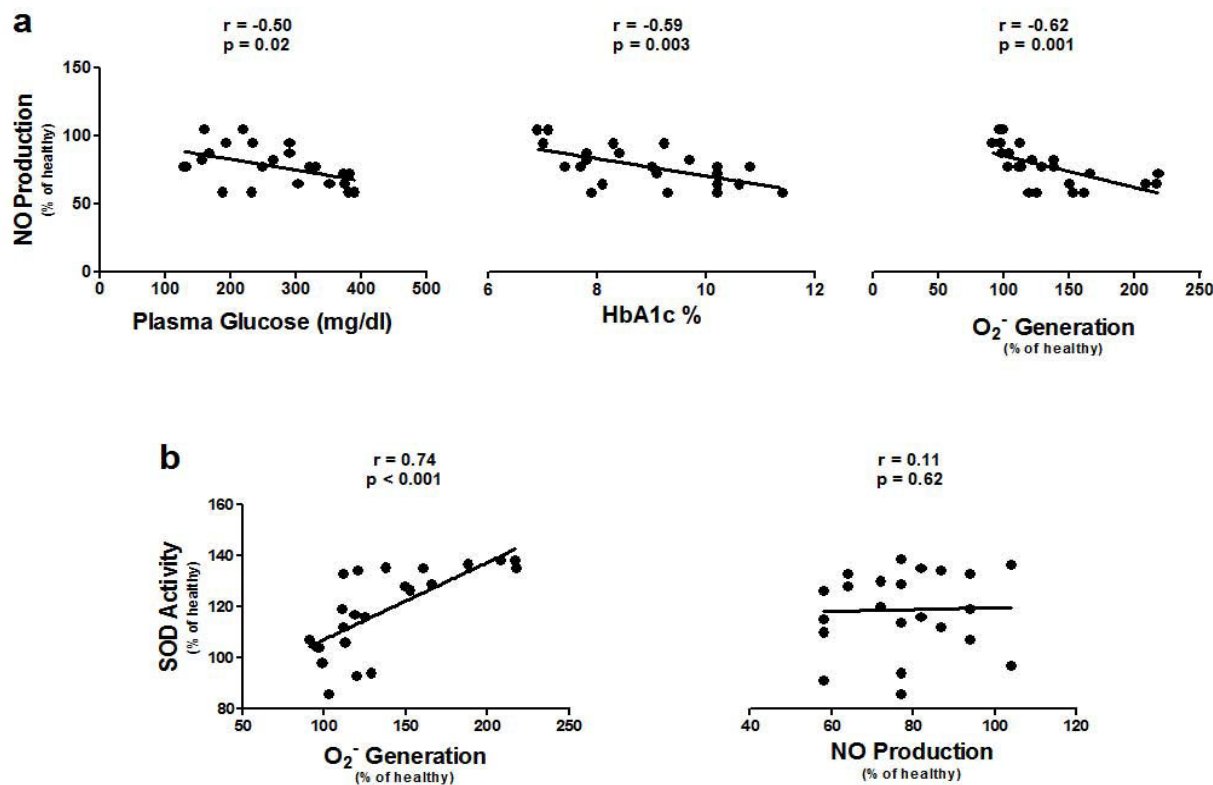 a
r = -0.50
p = 0.02
r = -0.59
p = 0.003
r = -0.62
p = 0.001
NO Production
(% of healthy)
150
100
50
0
0 100 200 300 400 500
Plasma Glucose (mg/dl)
6 8 10 12
HbA1c %
0 50 100 150 200 250
O₂⁻ Generation
(% of healthy)
b
r = 0.74
p < 0.001
r = 0.11
p = 0.62
SOD Activity
(% of healthy)
160
140
120
100
80
50 100 150 200 250
O₂⁻ Generation
(% of healthy)
40 60 80 100 120
NO Production
(% of healthy)